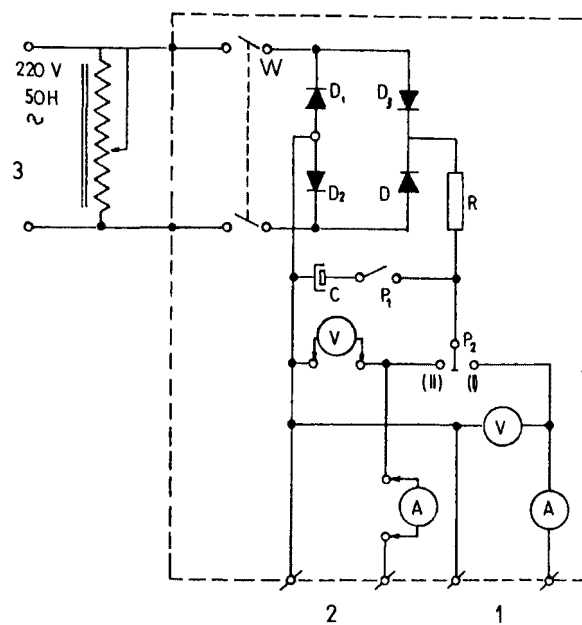 220 V
50H
~
3
W
D₁
D₃
D₂
D
R
C
P₁
V
P₂
(II)
(I)
V
A
A
2
1